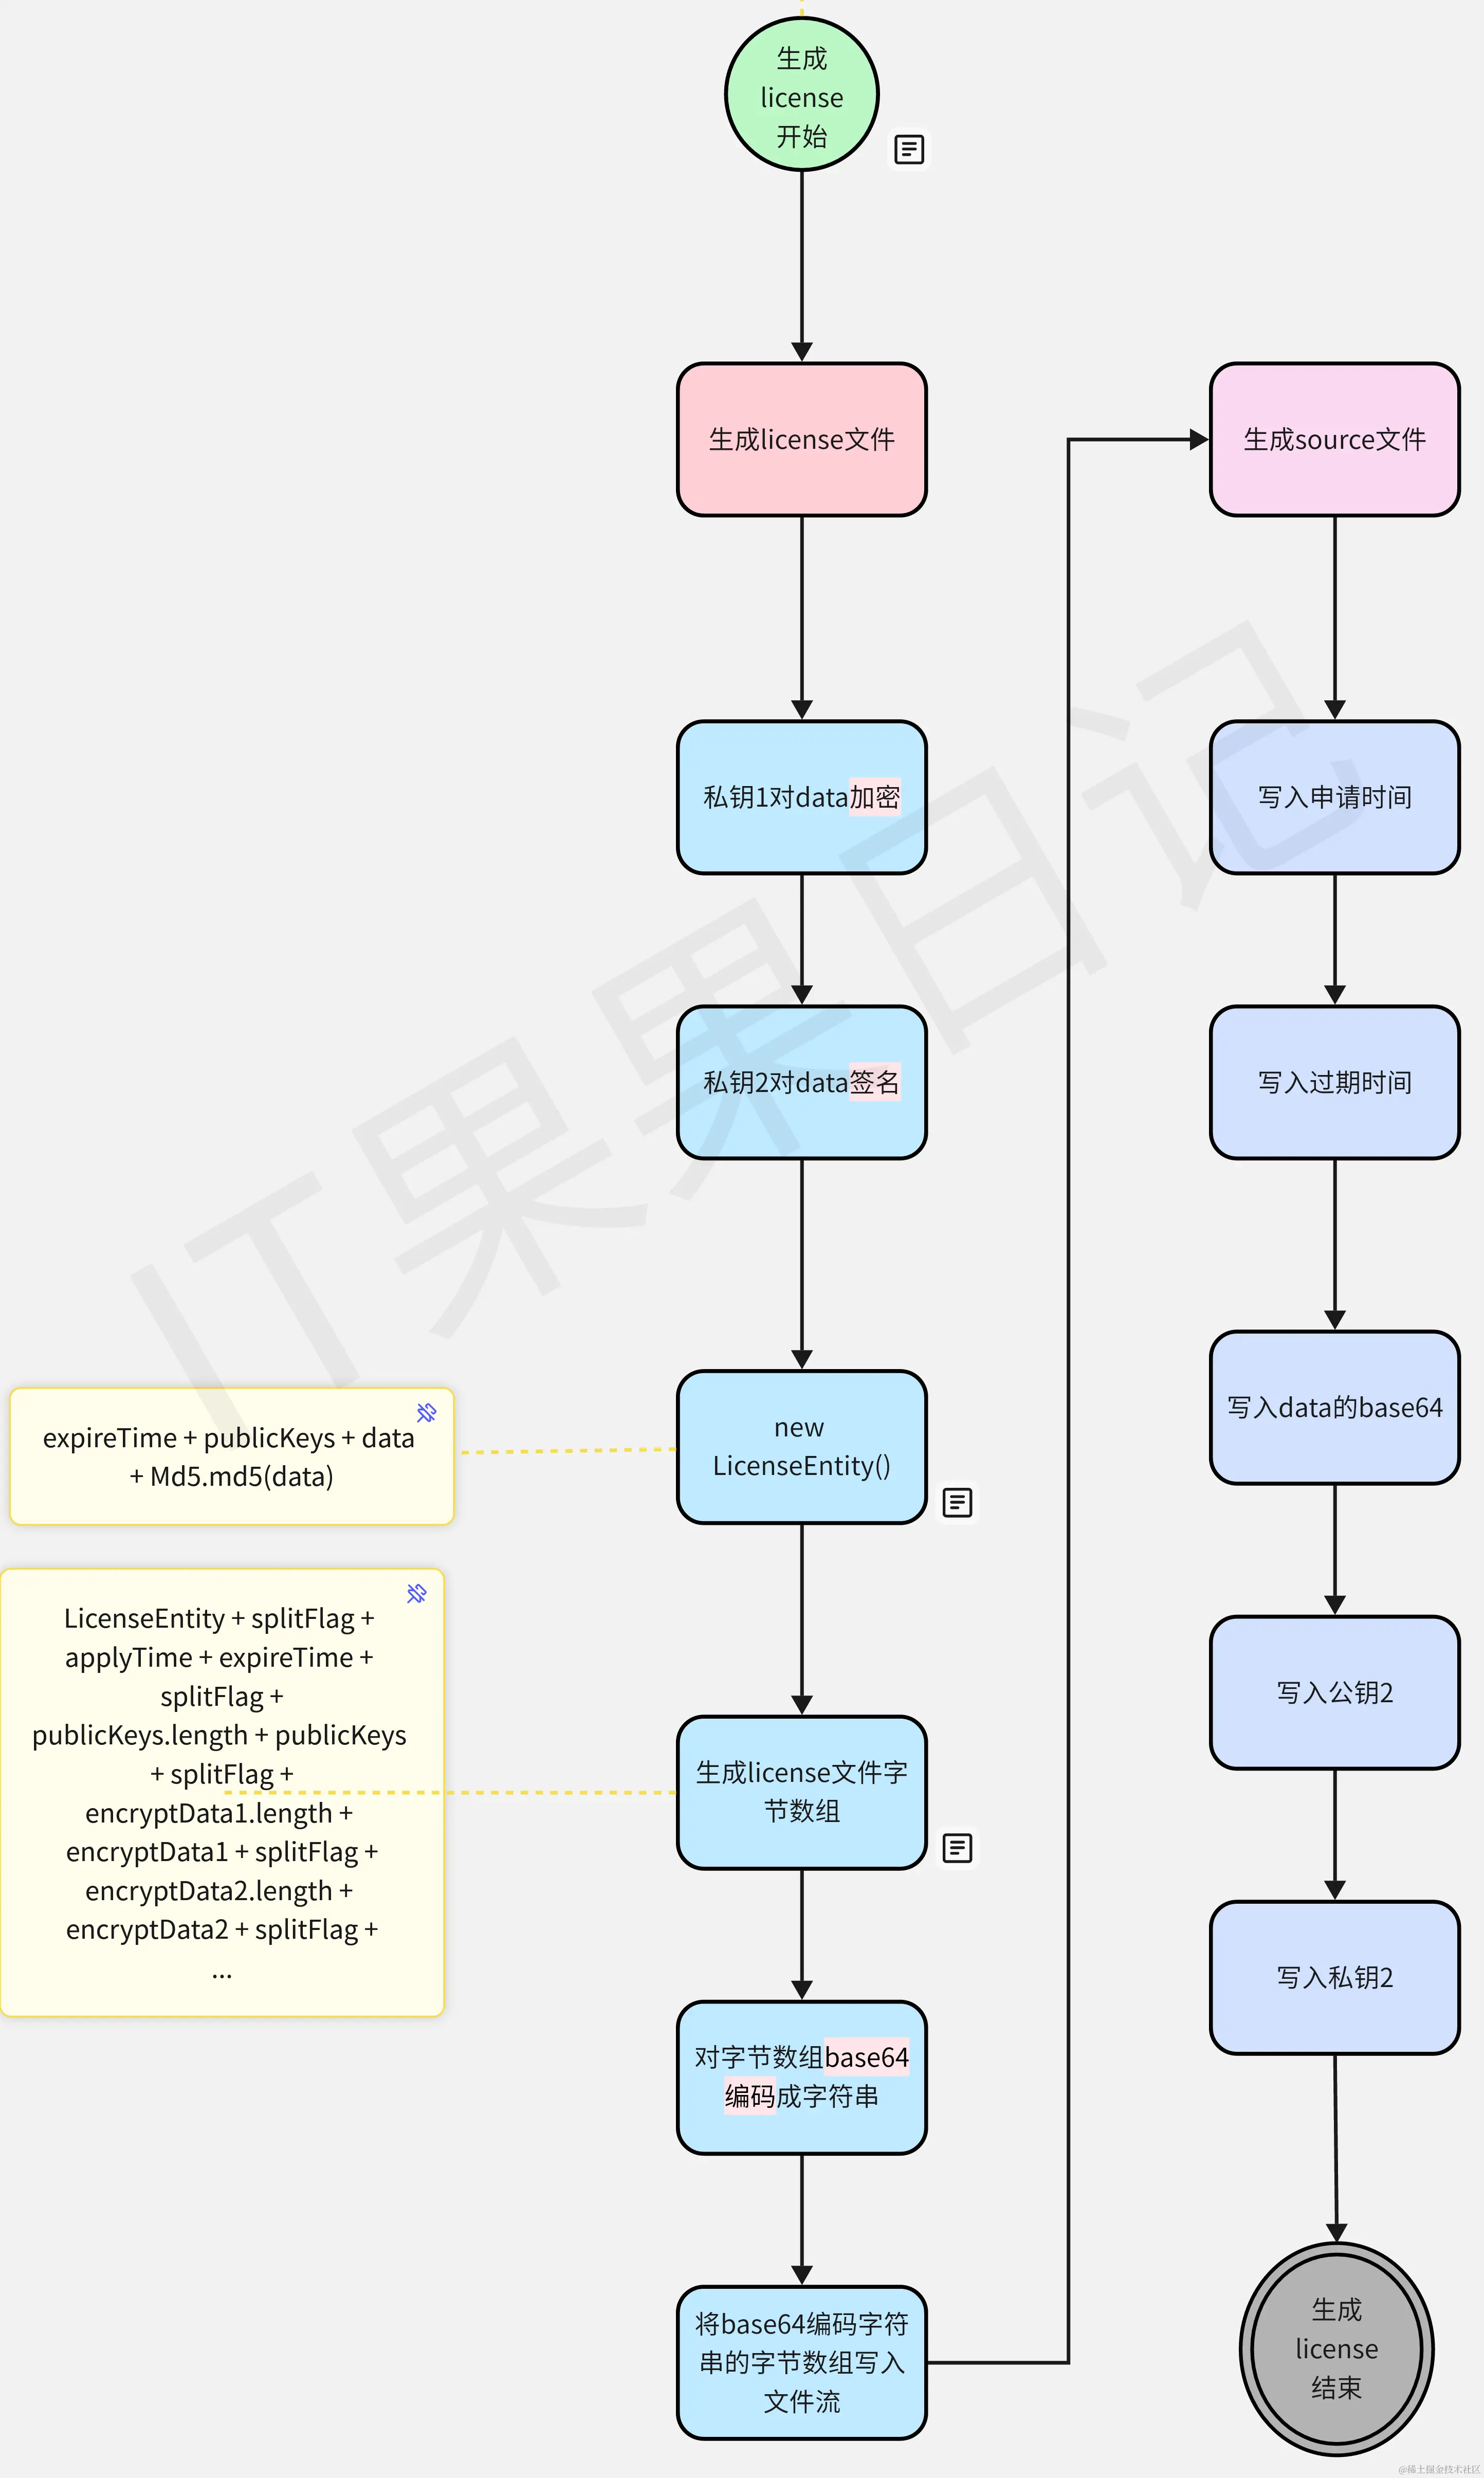 生成
license
开始
生成license文件
私钥1对data加密
私钥2对data签名
new
LicenseEntity()
expireTime + publicKeys + data
+ Md5.md5(data)
生成license文件字
节数组
LicenseEntity + splitFlag +
applyTime + expireTime +
splitFlag +
publicKeys.length + publicKeys
+ splitFlag +
encryptData1.length +
encryptData1 + splitFlag +
encryptData2.length +
encryptData2 + splitFlag +
...
对字节数组base64
编码成字符串
将base64编码字符
串的字节数组写入
文件流
生成source文件
写入申请时间
写入过期时间
写入data的base64
写入公钥2
写入私钥2
生成
license
结束
IT果果日记
@稀土掘金技术社区